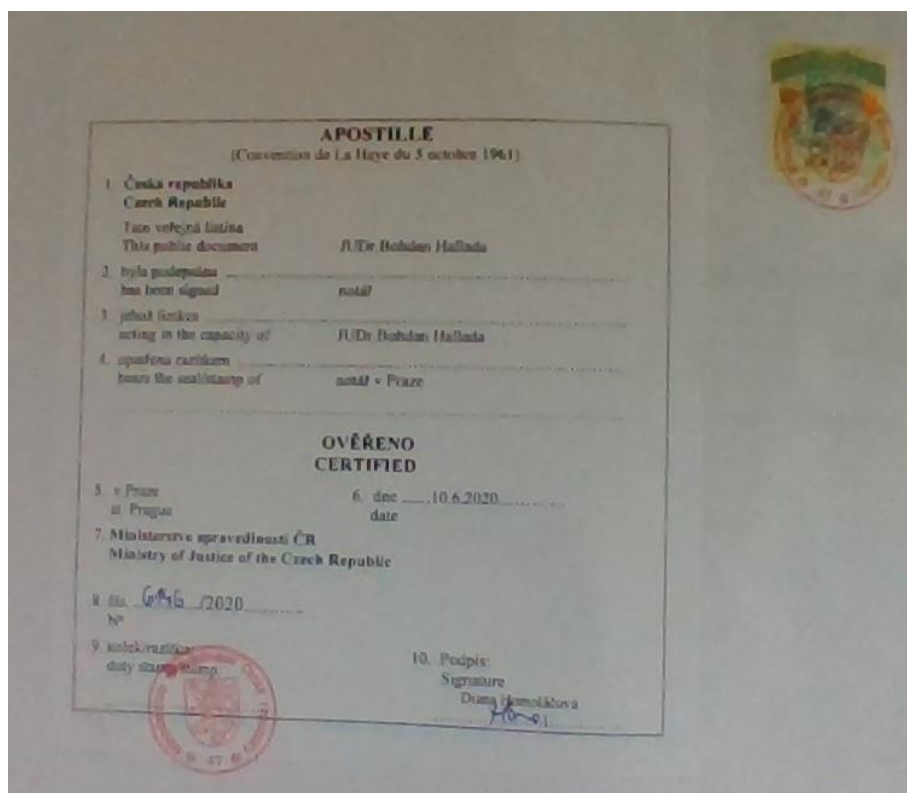 APOSTILLE
(Convention de La Haye du 5 octobre 1961)
1. Česká republika
Czech Republic
Tato veřejná listina
This public document JUDr. Bohdan Hallada
2. byla podepsána
has been signed notář
3. jehož funkce
acting in the capacity of JUDr. Bohdan Hallada
4. opatřena razítkem
bears the seal/stamp of notář v Praze
OVĚŘENO
CERTIFIED
5. v Praze 6. dne 10.6.2020
at Prague date
7. Ministerstvo spravedlnosti ČR
Ministry of Justice of the Czech Republic
8. čís. /2020
Nº
9. kolek/razítko:
duty stamp/stamp 10. Podpis:
Signature
Diana
57